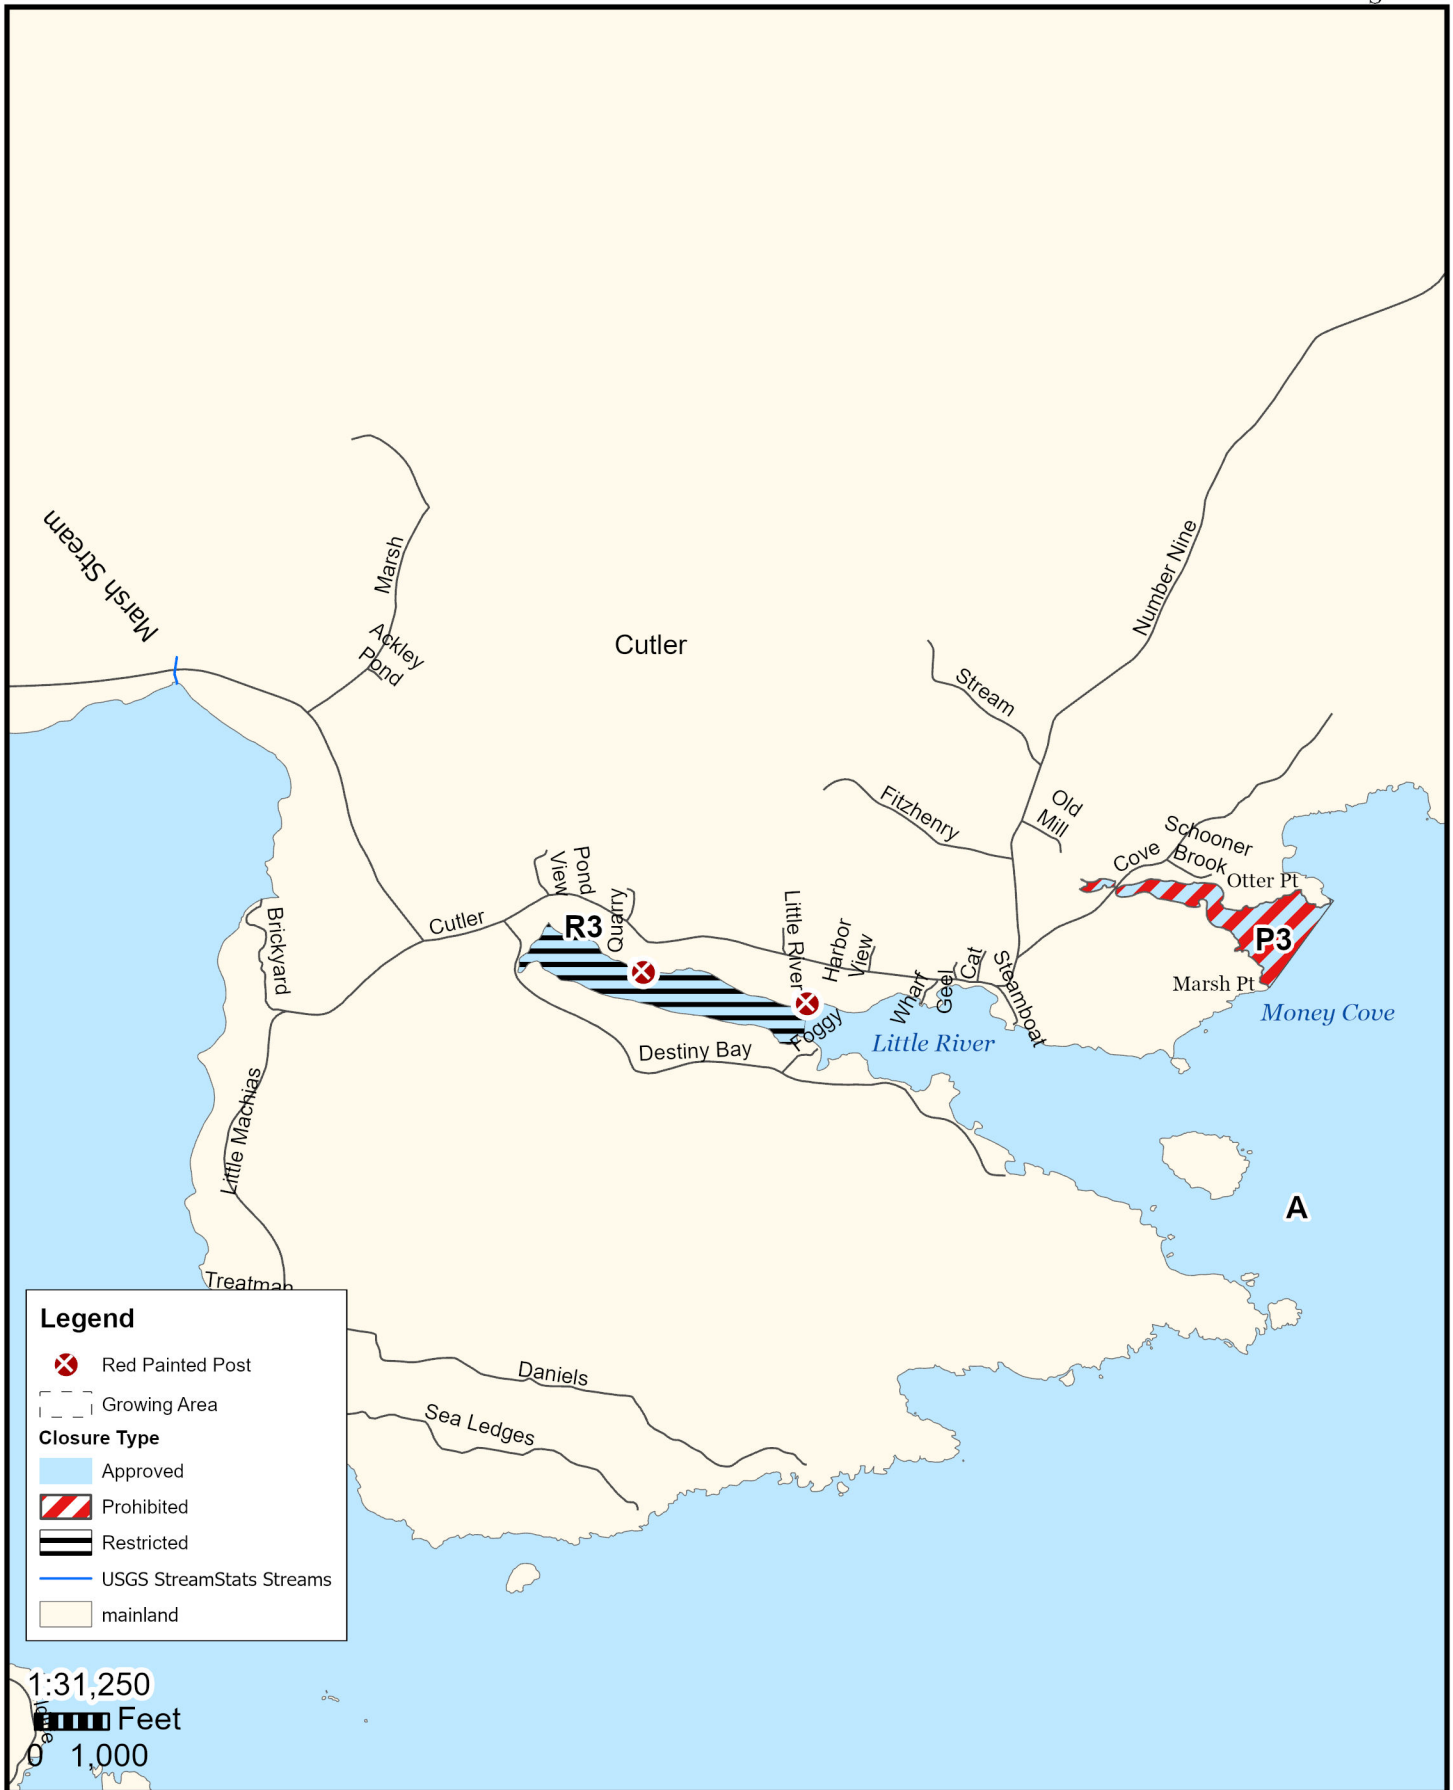 Marsh Stream
Marsh
Ackley
Pond
Cutler
Number Nine
Stream
Fitzhenry
Old
Mill
Schooner
Brook
Cove
Otter Pt
P3
Marsh Pt
Money Cove
Pond
View
Quarry
R3
Cutler
Brickyard
Little River
Harbor
View
Wharf
Geel
Cat
Steamboat
Foggy
Little River
Destiny Bay
Little Machias
A
Treatman
Daniels
Sea Ledges
Legend
Red Painted Post
Growing Area
Closure Type
Approved
Prohibited
Restricted
USGS StreamStats Streams
mainland
1:31,250
Feet
0 1,000